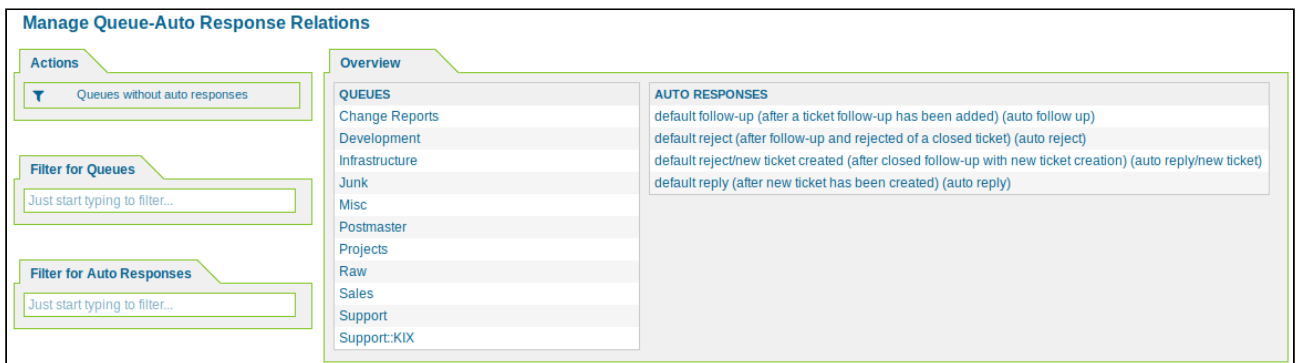 Manage Queue-Auto Response Relations
Actions
Queues without auto responses
Filter for Queues
Just start typing to filter...
Filter for Auto Responses
Just start typing to filter...
Overview
QUEUES
Change Reports
Development
Infrastructure
Junk
Misc
Postmaster
Projects
Raw
Sales
Support
Support::KIX
AUTO RESPONSES
default follow-up (after a ticket follow-up has been added) (auto follow up)
default reject (after follow-up and rejected of a closed ticket) (auto reject)
default reject/new ticket created (after closed follow-up with new ticket creation) (auto reply/new ticket)
default reply (after new ticket has been created) (auto reply)